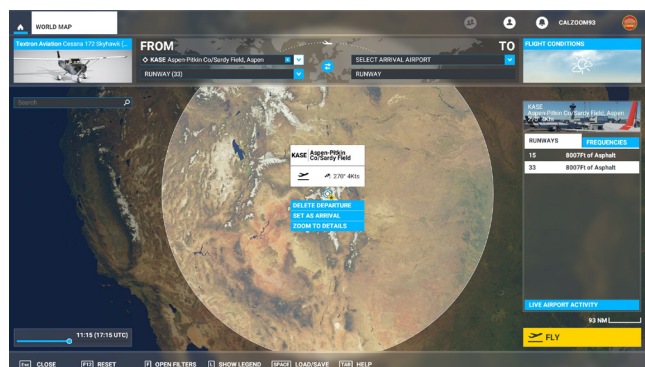 WORLD MAP
CALZOOM93
Textron Aviation Cessna 172 Skyhawk [...
FROM
TO
FLIGHT CONDITIONS
KASE Aspen-Pitkin Co/Sardy Field, Aspen
SELECT ARRIVAL AIRPORT
RUNWAY (33)
RUNWAY
Search
KASE
Aspen-Pitkin Co/Sardy Field, Aspen
270° 4Kts
KASE Aspen-Pitkin
Co/Sardy Field
270° 4Kts
RUNWAYS
FREQUENCIES
15 8007Ft of Asphalt
33 8007Ft of Asphalt
DELETE DEPARTURE
SET AS ARRIVAL
ZOOM TO DETAILS
LIVE AIRPORT ACTIVITY
93 NM
11:15 (17:15 UTC)
FLY
Esc CLOSE
F12 RESET
F OPEN FILTERS
L SHOW LEGEND
SPACE LOAD/SAVE
TAB HELP